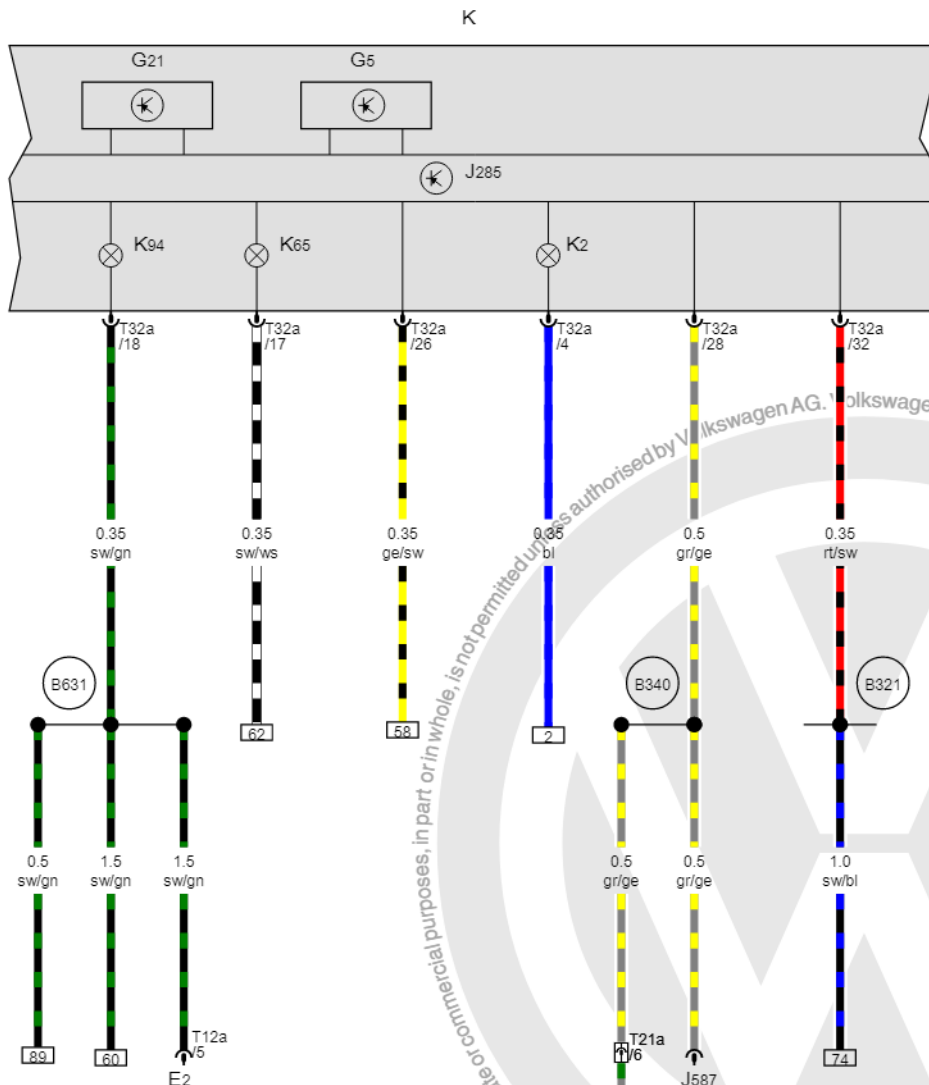 K
G21
G5
J285
K94
K65
K2
T32a
/18
T32a
/17
T32a
/26
T32a
/4
T32a
/28
T32a
/32
ate or commercial purposes, in part or in whole, is not permitted unless authorised by Volkswagen AG. Volkswage
0.35
sw/gn
0.35
sw/ws
0.35
ge/sw
0.35
bl
0.5
gr/ge
0.35
rt/sw
B631
B340
B321
62
58
2
0.5
sw/gn
1.5
sw/gn
1.5
sw/gn
0.5
gr/ge
0.5
gr/ge
1.0
sw/bl
T12a
/5
T21a
/6
89
60
E2
J587
74